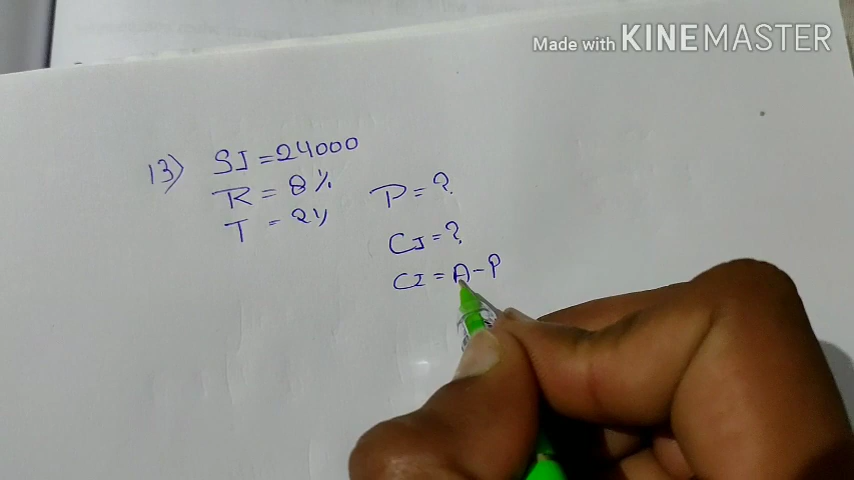 Made with KINEMASTER
13) SI = 24000
R = 8%
T = 2y
P = ?
CI = ?
CI = A - P